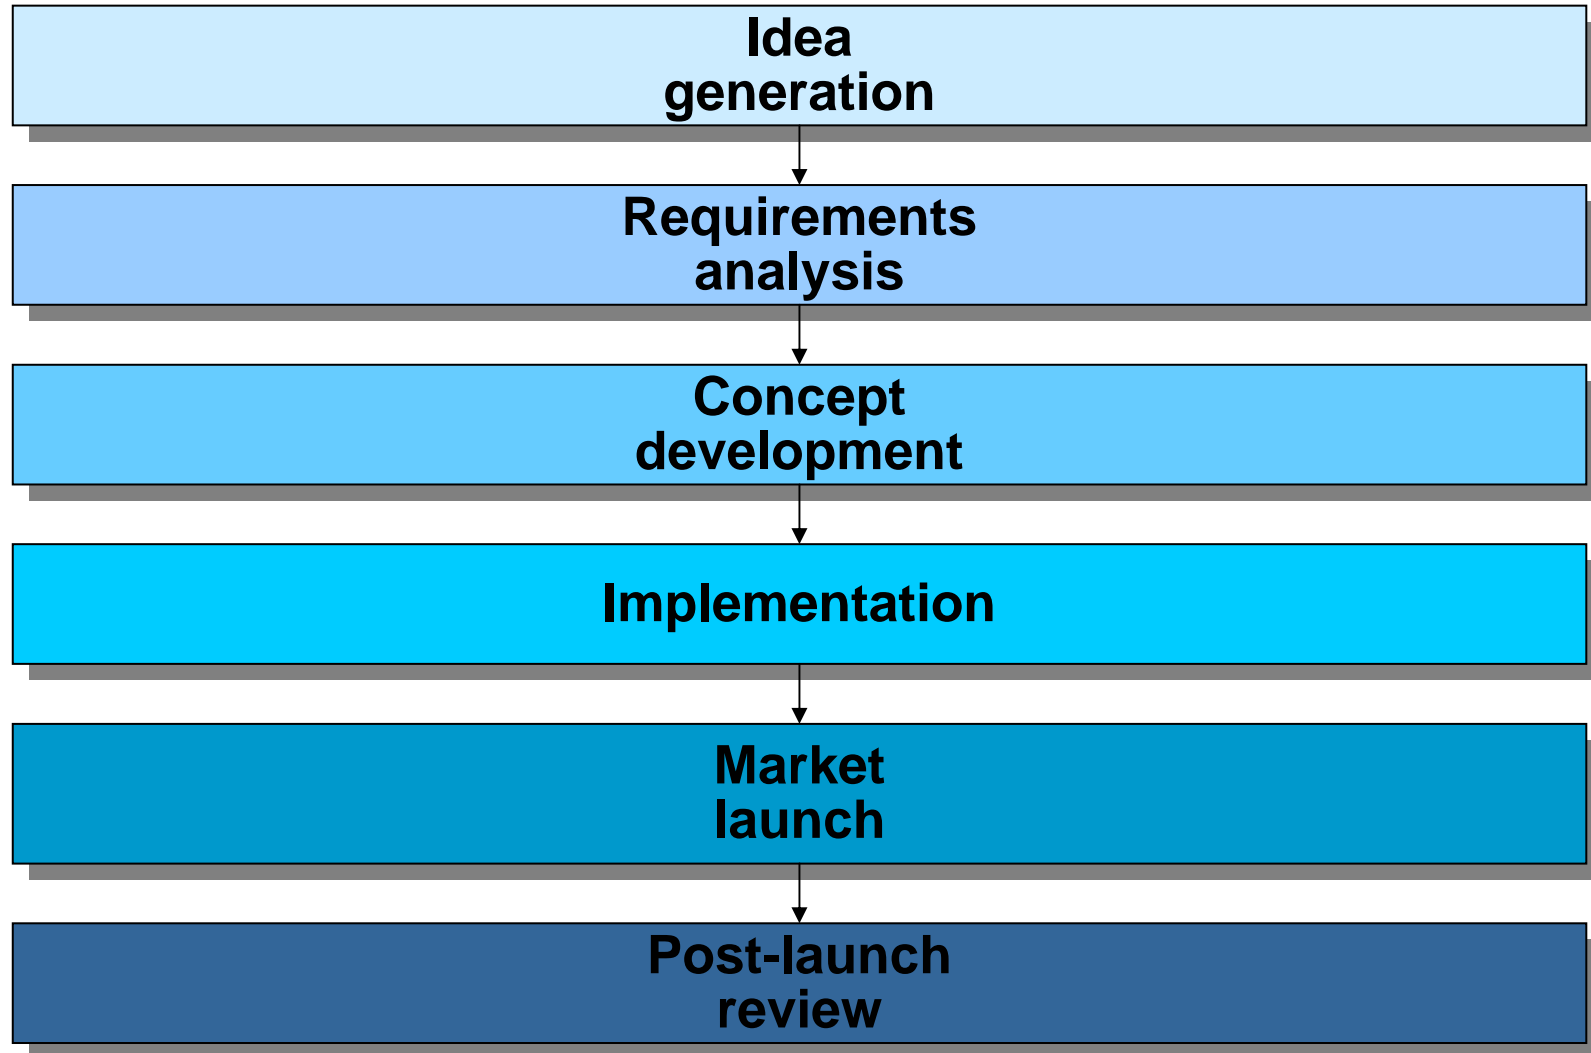 Idea
generation
Requirements
analysis
Concept
development
Implementation
Market
launch
Post-launch
review